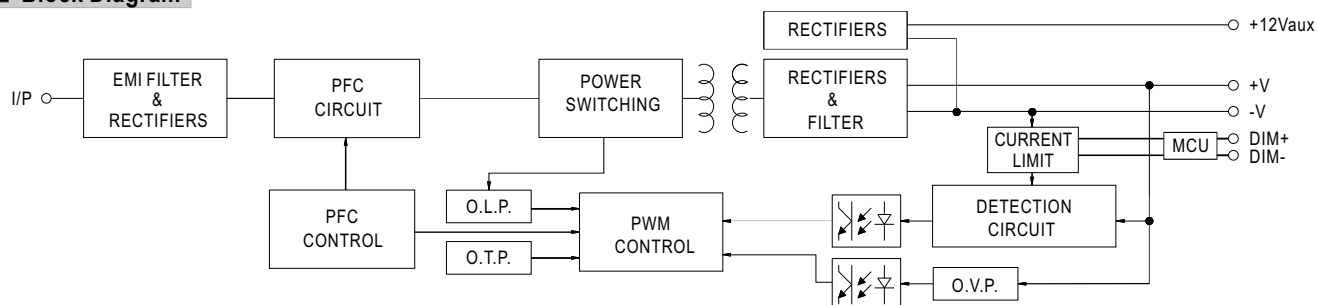 Block Diagram
RECTIFIERS
+12Vaux
I/P
EMI FILTER
&
RECTIFIERS
PFC
CIRCUIT
POWER
SWITCHING
RECTIFIERS
&
FILTER
+V
-V
CURRENT
LIMIT
MCU
DIM+
DIM-
PFC
CONTROL
O.L.P.
O.T.P.
PWM
CONTROL
DETECTION
CIRCUIT
O.V.P.